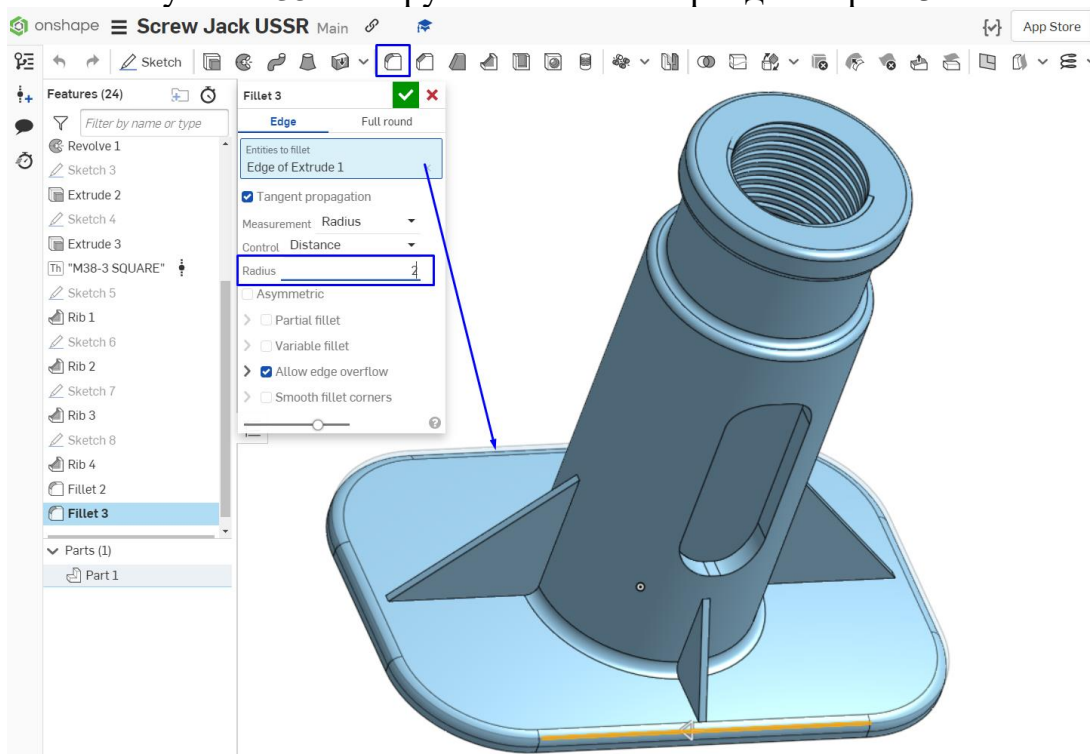 onshape Screw Jack USSR Main
App Store
Sketch
Features (24)
Filter by name or type
Revolve 1
Sketch 3
Extrude 2
Sketch 4
Extrude 3
Th "M38-3 SQUARE"
Sketch 5
Rib 1
Sketch 6
Rib 2
Sketch 7
Rib 3
Sketch 8
Rib 4
Fillet 2
Fillet 3
Parts (1)
Part 1
Fillet 3
Edge Full round
Entities to fillet
Edge of Extrude 1
Tangent propagation
Measurement Radius
Control Distance
Radius 2
Asymmetric
Partial fillet
Variable fillet
Allow edge overflow
Smooth fillet corners